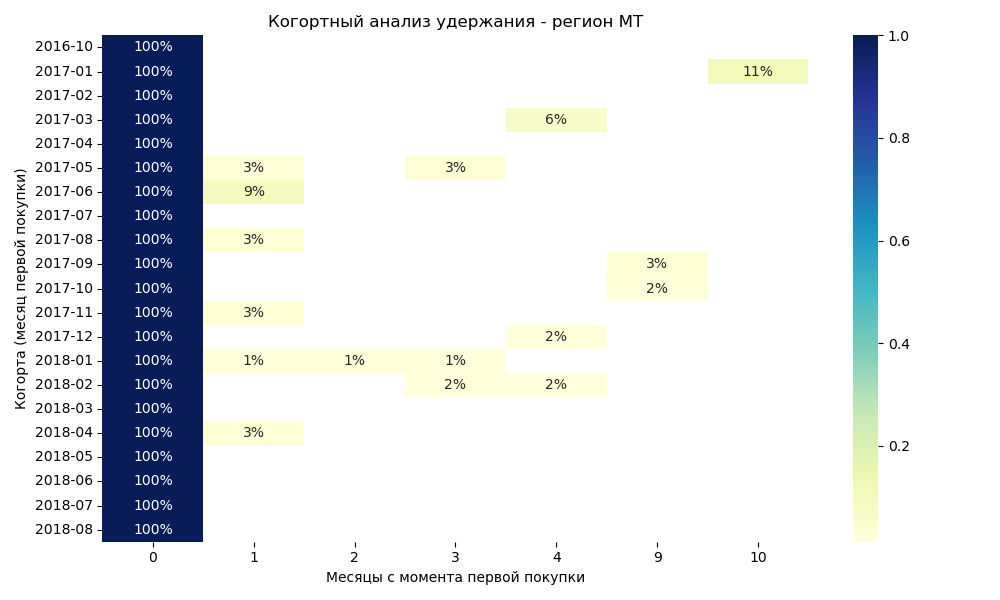 Когортный анализ удержания - регион MT
Когорта (месяц первой покупки)
2016-10 100%
2017-01 100% 11%
2017-02 100%
2017-03 100% 6%
2017-04 100%
2017-05 100% 3% 3%
2017-06 100% 9%
2017-07 100%
2017-08 100% 3%
2017-09 100% 3%
2017-10 100% 2%
2017-11 100% 3%
2017-12 100% 2%
2018-01 100% 1% 1% 1%
2018-02 100% 2% 2%
2018-03 100%
2018-04 100% 3%
2018-05 100%
2018-06 100%
2018-07 100%
2018-08 100%
0 1 2 3 4 9 10
Месяцы с момента первой покупки
1.0
0.8
0.6
0.4
0.2